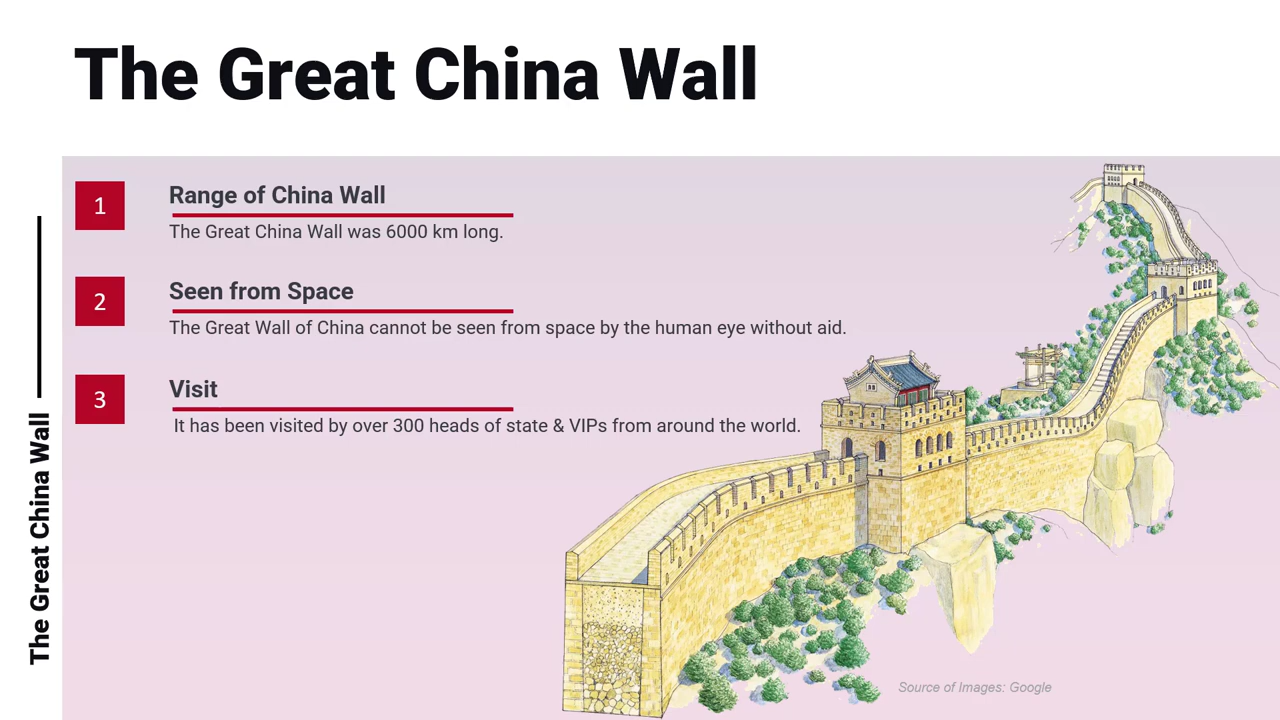 The Great China Wall
1
Range of China Wall
The Great China Wall was 6000 km long.
2
Seen from Space
The Great Wall of China cannot be seen from space by the human eye without aid.
3
Visit
It has been visited by over 300 heads of state & VIPs from around the world.
The Great China Wall
Source of Images: Google